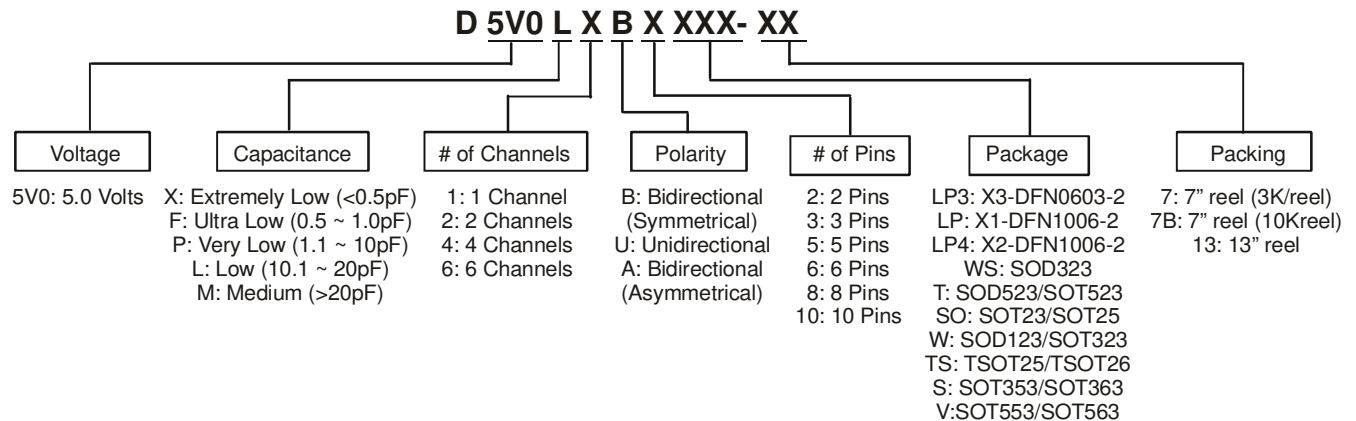 D 5V0 L X B X XXX- XX
Voltage
5V0: 5.0 Volts
Capacitance
X: Extremely Low (<0.5pF)
F: Ultra Low (0.5 ~ 1.0pF)
P: Very Low (1.1 ~ 10pF)
L: Low (10.1 ~ 20pF)
M: Medium (>20pF)
# of Channels
1: 1 Channel
2: 2 Channels
4: 4 Channels
6: 6 Channels
Polarity
B: Bidirectional
(Symmetrical)
U: Unidirectional
A: Bidirectional
(Asymmetrical)
# of Pins
2: 2 Pins
3: 3 Pins
5: 5 Pins
6: 6 Pins
8: 8 Pins
10: 10 Pins
Package
LP3: X3-DFN0603-2
LP: X1-DFN1006-2
LP4: X2-DFN1006-2
WS: SOD323
T: SOD523/SOT523
SO: SOT23/SOT25
W: SOD123/SOT323
TS: TSOT25/TSOT26
S: SOT353/SOT363
V:SOT553/SOT563
Packing
7: 7” reel (3K/reel)
7B: 7” reel (10Kreel)
13: 13” reel